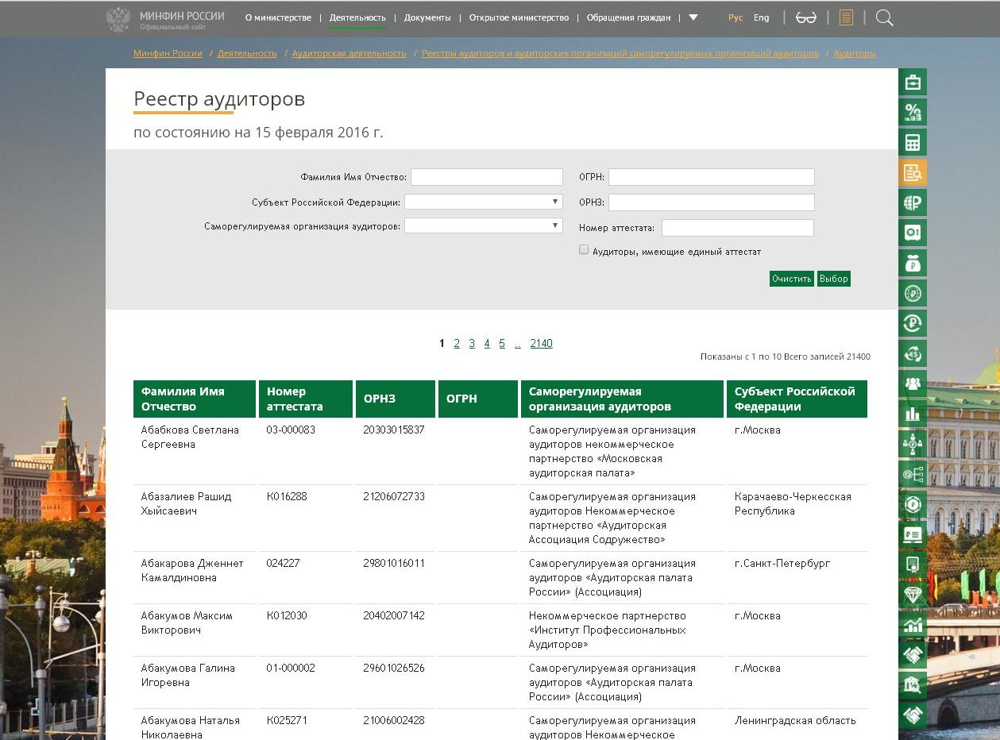 МИНФИН РОССИИ
Официальный сайт
О министерстве | Деятельность | Документы | Открытое министерство | Обращения граждан |
Рус Eng
Минфин России / Деятельность / Аудиторская деятельность / Реестры аудиторов и аудиторских организаций саморегулируемых организаций аудиторов / Аудиторы
Реестр аудиторов
по состоянию на 15 февраля 2016 г.
Фамилия Имя Отчество:
ОГРН:
Субъект Российской Федерации:
ОРНЗ:
Саморегулируемая организация аудиторов:
Номер аттестата:
Аудиторы, имеющие единый аттестат
Очистить Выбор
1 2 3 4 5 .. 2140
Показаны с 1 по 10 Всего записей 21400
Фамилия Имя
Отчество
Номер
аттестата
ОРНЗ
ОГРН
Саморегулируемая
организация аудиторов
Субъект Российской
Федерации
Абабкова Светлана
Сергеевна
03-000083
20303015837
Саморегулируемая организация
аудиторов некоммерческое
партнерство «Московская
аудиторская палата»
г.Москва
Абазалиев Рашид
Хыйсаевич
К016288
21206072733
Саморегулируемая организация
аудиторов Некоммерческое
партнерство «Аудиторская
Ассоциация Содружество»
Карачаево-Черкесская
Республика
Абакарова Дженнет
Камалдиновна
024227
29801016011
Саморегулируемая организация
аудиторов «Аудиторская палата
России» (Ассоциация)
г.Санкт-Петербург
Абакумов Максим
Викторович
К012030
20402007142
Некоммерческое партнерство
«Институт Профессиональных
Аудиторов»
г.Москва
Абакумова Галина
Игоревна
01-000002
29601026526
Саморегулируемая организация
аудиторов «Аудиторская палата
России» (Ассоциация)
г.Москва
Абакумова Наталья
Николаевна
К025271
21006002428
Саморегулируемая организация
аудиторов Некоммерческое
Ленинградская область